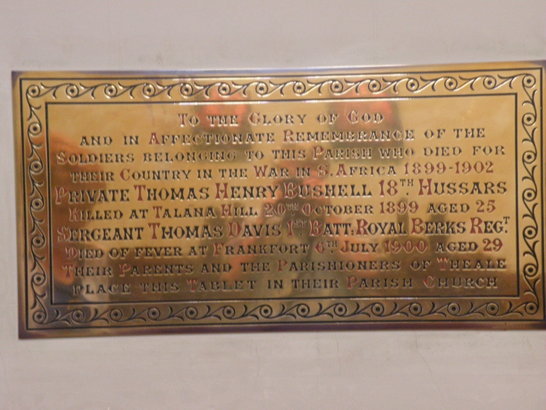 To the Glory of God
and in Affectionate Remembrance of the
Soldiers belonging to this Parish who died for
their Country in the War in S. Africa 1899-1902
Private Thomas Henry Bushell 18th Hussars
Killed at Talana Hill 20th October 1899 aged 25
Sergeant Thomas Davis 1st Batt. Royal Berks Regt
Died of fever at Frankfort 6th July 1900 aged 29
Their Parents and the Parishioners of Theale
place this Tablet in their Parish Church